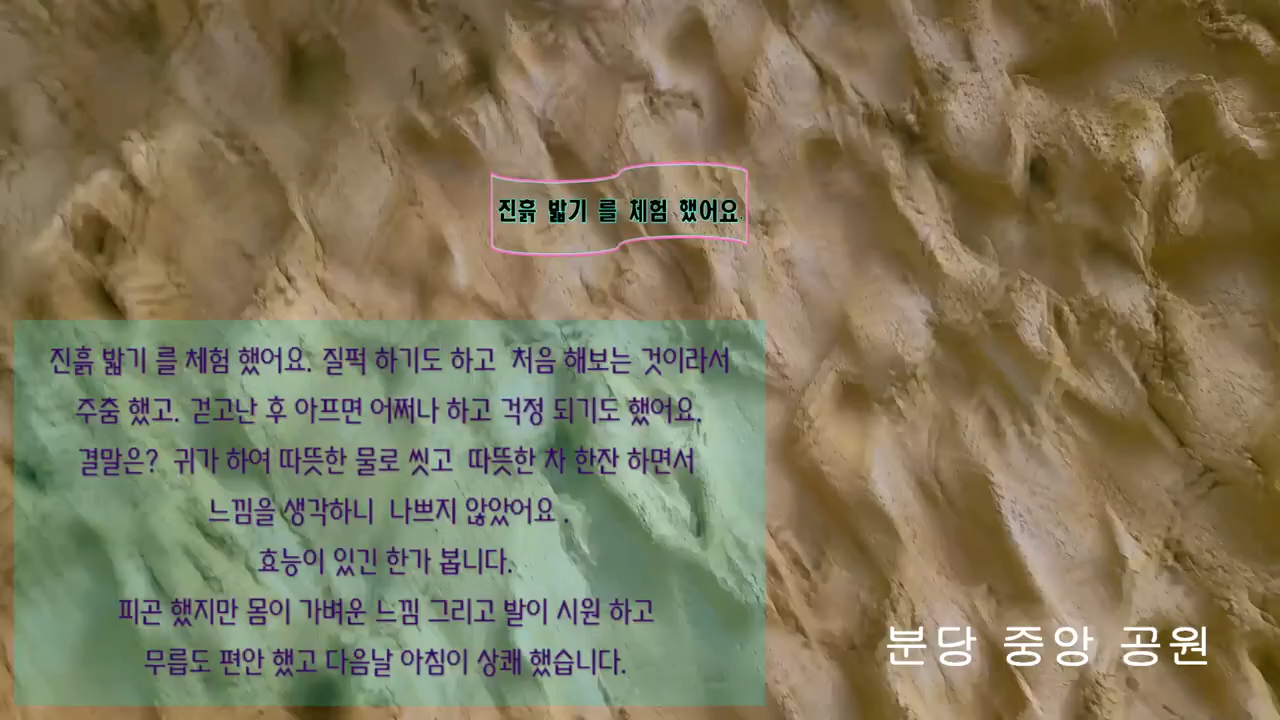 진흙 밟기 를 체험 했어요.
진흙 밟기 를 체험 했어요. 질퍽 하기도 하고 처음 해보는 것이라서
주춤 했고. 걷고난 후 아프면 어쩌나 하고 걱정 되기도 했어요.
결말은? 귀가 하여 따뜻한 물로 씻고 따뜻한 차 한잔 하면서
느낌을 생각하니 나쁘지 않았어요 .
효능이 있긴 한가 봅니다.
피곤 했지만 몸이 가벼운 느낌 그리고 발이 시원 하고
무릅도 편안 했고 다음날 아침이 상쾌 했습니다.
분당 중앙 공원